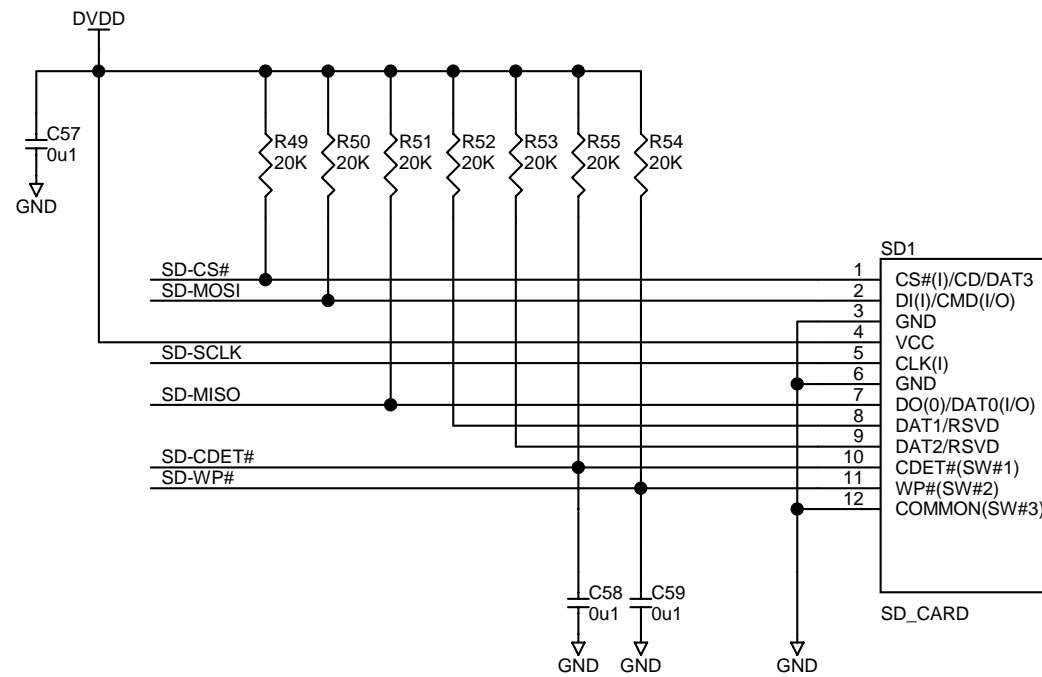 DVDD
C57
0u1
GND
R49
20K
R50
20K
R51
20K
R52
20K
R53
20K
R55
20K
R54
20K
SD1
SD-CS#
1
CS#(I)/CD/DAT3
SD-MOSI
2
DI(I)/CMD(I/O)
3
GND
4
VCC
SD-SCLK
5
CLK(I)
6
GND
SD-MISO
7
DO(0)/DAT0(I/O)
8
DAT1/RSVD
9
DAT2/RSVD
SD-CDET#
10
CDET#(SW#1)
SD-WP#
11
WP#(SW#2)
12
COMMON(SW#3)
C58
0u1
C59
0u1
SD_CARD
GND
GND
GND